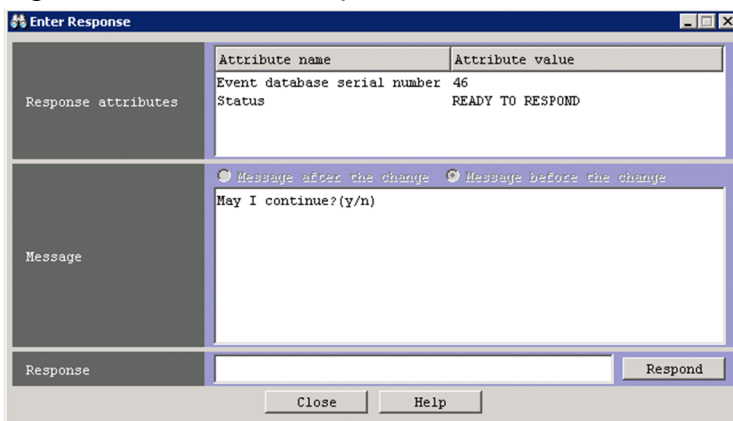 Enter Response
Attribute name Attribute value
Event database serial number 46
Response attributes
Status READY TO RESPOND
Message after the change Message before the change
May I continue?(y/n)
Message
Response
Respond
Close Help